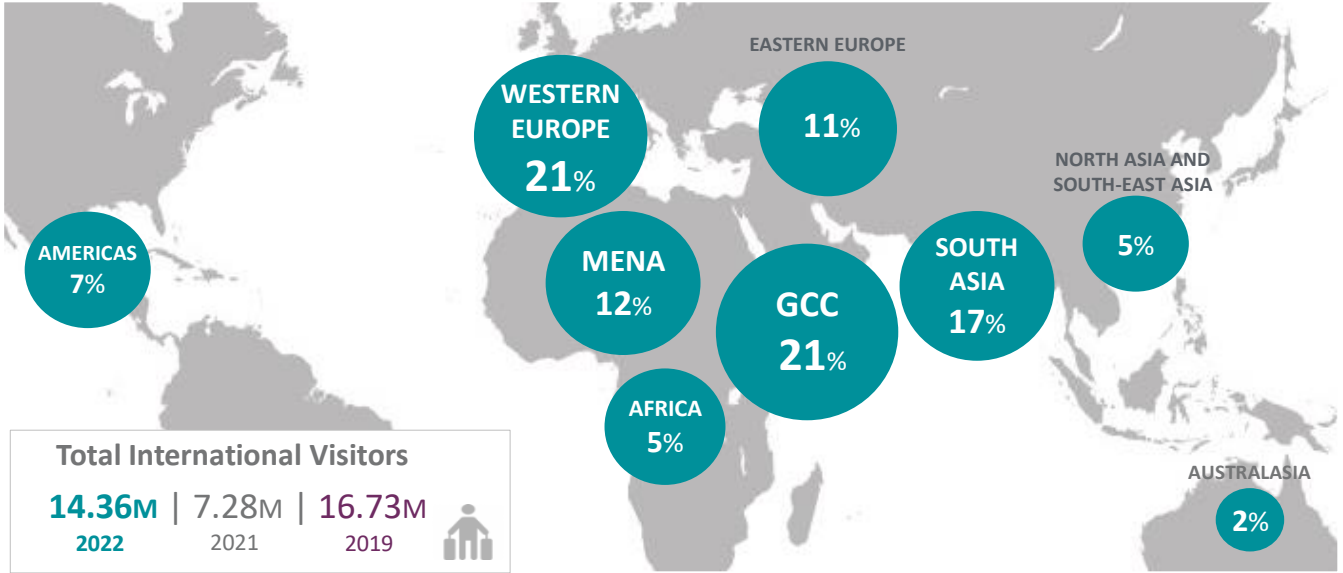 EASTERN EUROPE
11%
WESTERN
EUROPE
21%
NORTH ASIA AND
SOUTH-EAST ASIA
5%
AMERICAS
7%
MENA
12%
GCC
21%
SOUTH
ASIA
17%
AFRICA
5%
AUSTRALASIA
2%
Total International Visitors
14.36M | 7.28M | 16.73M
2022 2021 2019